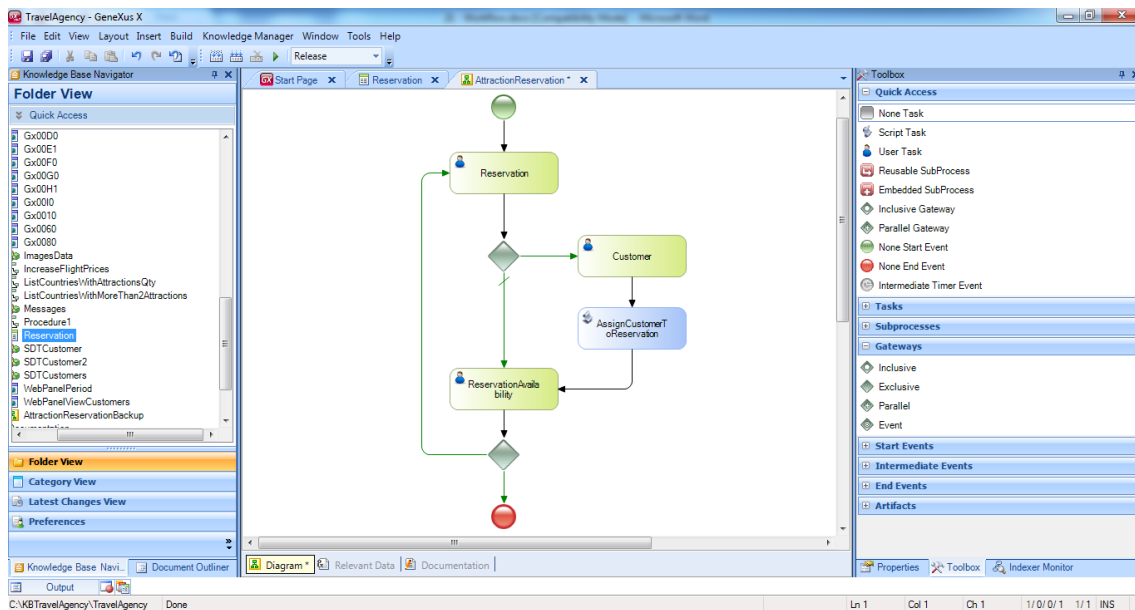 TravelAgency - GeneXus X
File Edit View Layout Insert Build Knowledge Manager Window Tools Help
Release
Knowledge Base Navigator
Start Page
Reservation
AttractionReservation *
Toolbox
Folder View
Quick Access
Gx00D0
Gx00E1
Gx00F0
Gx00G0
Gx00H1
Gx00I0
Gx0010
Gx0060
Gx0080
ImagesData
IncreaseFlightPrices
ListCountriesWithAttractionsQty
ListCountriesWithMoreThan2Attractions
Messages
Procedure1
Reservation
SDTCustomer
SDTCustomer2
SDTCustomers
WebPanelPeriod
WebPanelViewCustomers
AttractionReservationBackup
Folder View
Category View
Latest Changes View
Preferences
Knowledge Base Navi...
Document Outliner
Reservation
Customer
AssignCustomerT
oReservation
ReservationAvaila
bility
Diagram *
Relevant Data
Documentation
Quick Access
None Task
Script Task
User Task
Reusable SubProcess
Embedded SubProcess
Inclusive Gateway
Parallel Gateway
None Start Event
None End Event
Intermediate Timer Event
Tasks
Subprocesses
Gateways
Inclusive
Exclusive
Parallel
Event
Start Events
Intermediate Events
End Events
Artifacts
Properties
Toolbox
Indexer Monitor
Output
C:\KBTravelAgency\TravelAgency Done
Ln 1 Col 1 Ch 1 1/0/0/1 1/1 INS